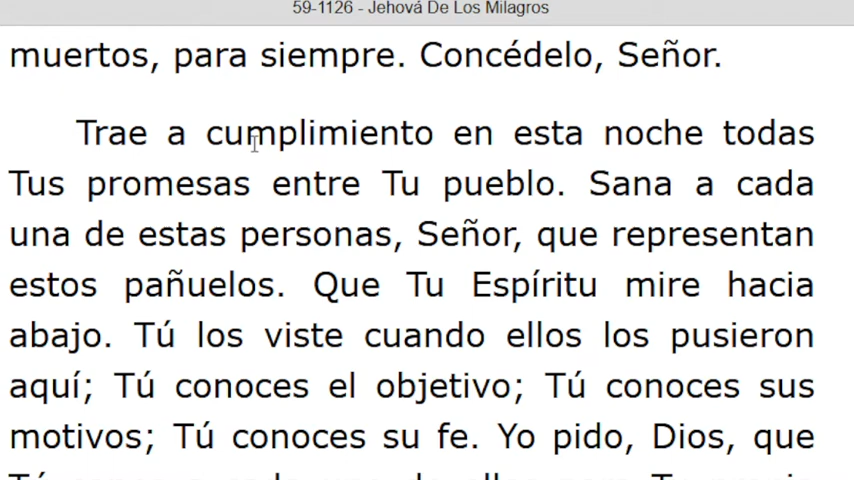 59-1126 - Jehová De Los Milagros
muertos, para siempre. Concédelo, Señor.
Trae a cumplimiento en esta noche todas
Tus promesas entre Tu pueblo. Sana a cada
una de estas personas, Señor, que representan
estos pañuelos. Que Tu Espíritu mire hacia
abajo. Tú los viste cuando ellos los pusieron
aquí; Tú conoces el objetivo; Tú conoces sus
motivos; Tú conoces su fe. Yo pido, Dios, que